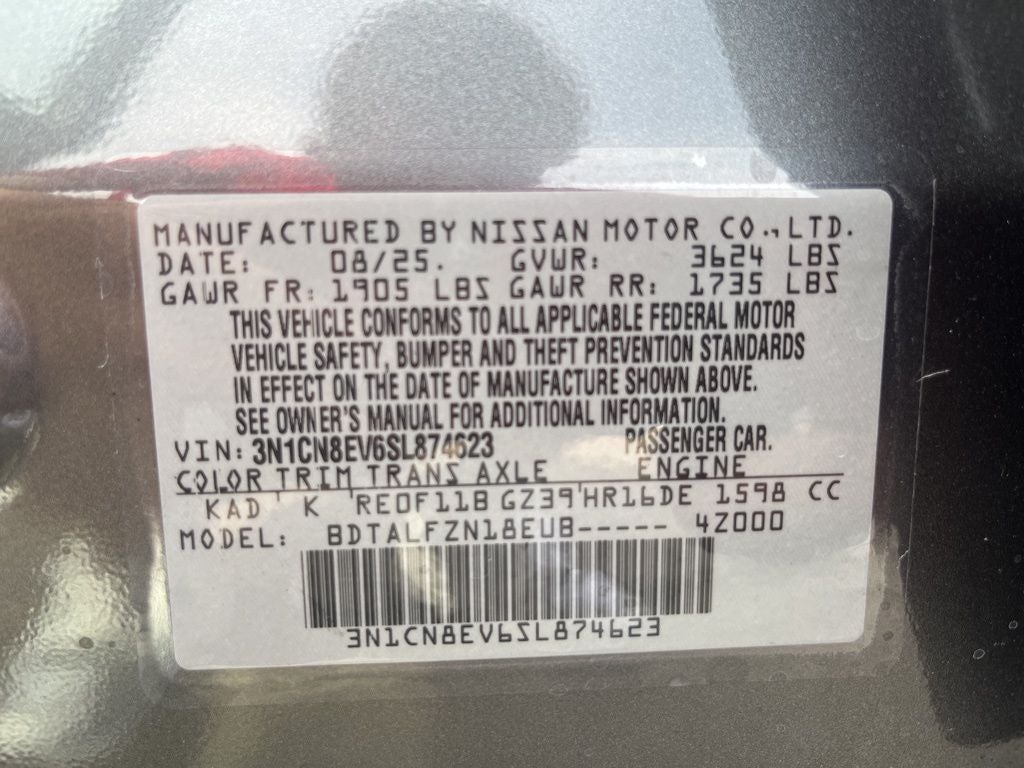 MANUFACTURED BY NISSAN MOTOR CO.,LTD.
DATE: 08/25. GVWR: 3624 LBS
GAWR FR: 1905 LBS GAWR RR: 1735 LBS
THIS VEHICLE CONFORMS TO ALL APPLICABLE FEDERAL MOTOR
VEHICLE SAFETY, BUMPER AND THEFT PREVENTION STANDARDS
IN EFFECT ON THE DATE OF MANUFACTURE SHOWN ABOVE.
SEE OWNER'S MANUAL FOR ADDITIONAL INFORMATION.
VIN: 3N1CN8EV6SL874623 PASSENGER CAR.
COLOR TRIM TRANS AXLE ENGINE
KAD K RE0F11B GZ39 HR16DE 1598 CC
MODEL: BDTALFZN18EUB----- 4Z000
3N1CN8EV6SL874623